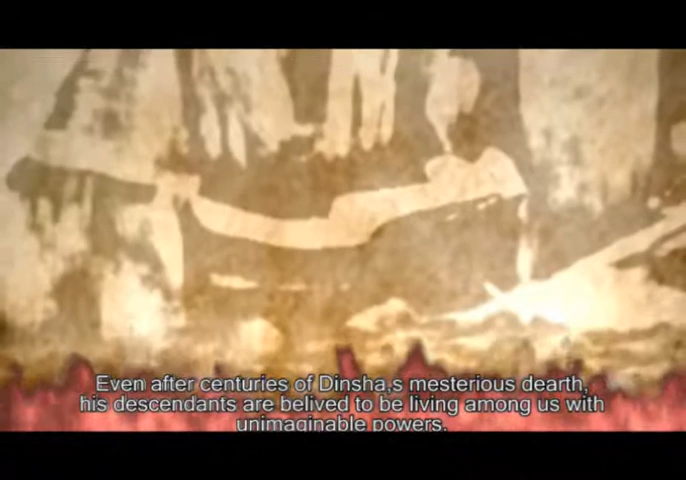 Even after centuries of Dinsha,s mesterious dearth,
his descendants are belived to be living among us with
unimaginable powers.